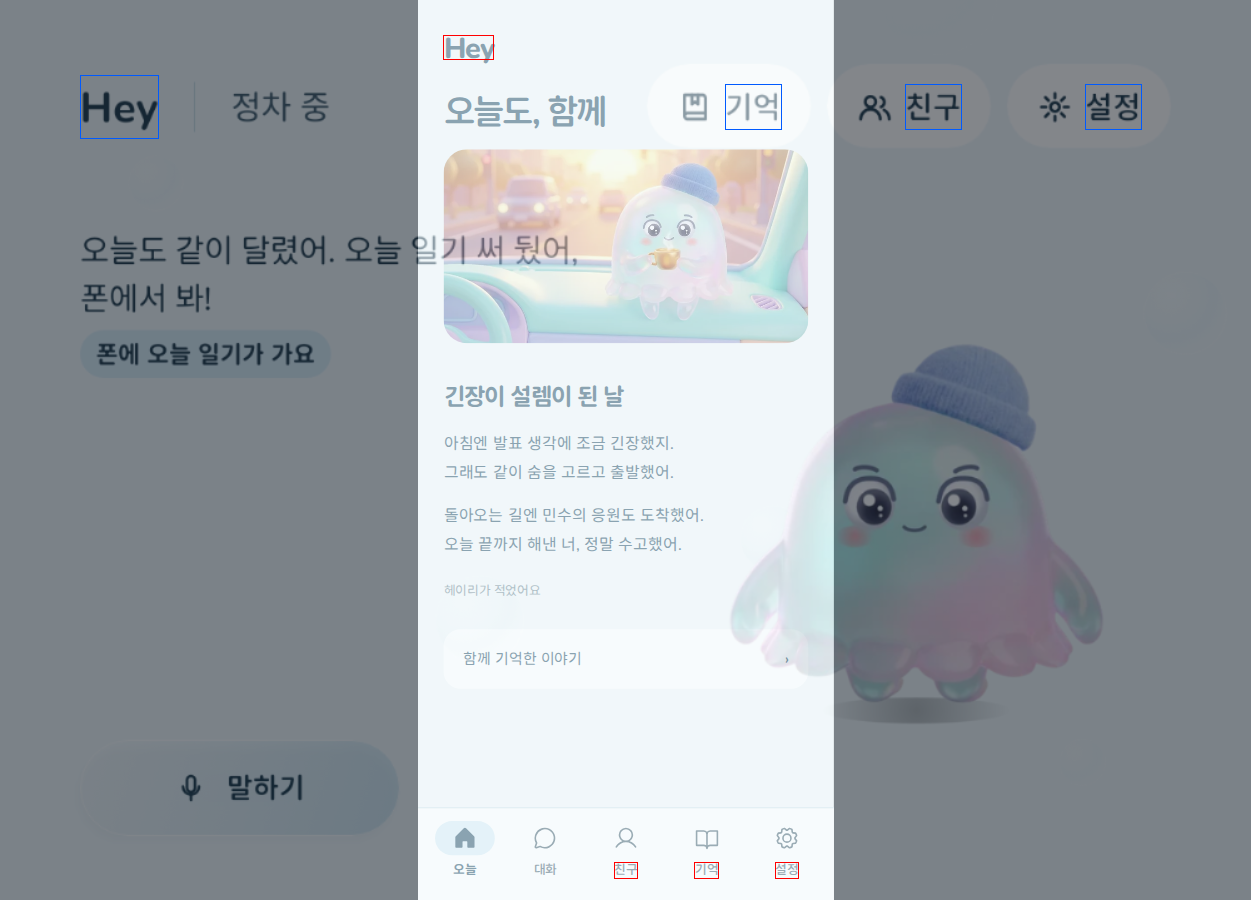 Hey
정차 중
Hey
오늘도, 함께
기억
친구
설정
오늘도 같이 달렸어. 오늘 일기 써 뒀어,
폰에서 봐!
폰에 오늘 일기가 가요
긴장이 설렘이 된 날
아침엔 발표 생각에 조금 긴장했지.
그래도 같이 숨을 고르고 출발했어.
돌아오는 길엔 민수의 응원도 도착했어.
오늘 끝까지 해낸 너, 정말 수고했어.
헤이리가 적었어요
함께 기억한 이야기
말하기
오늘
대화
친구
기억
설정